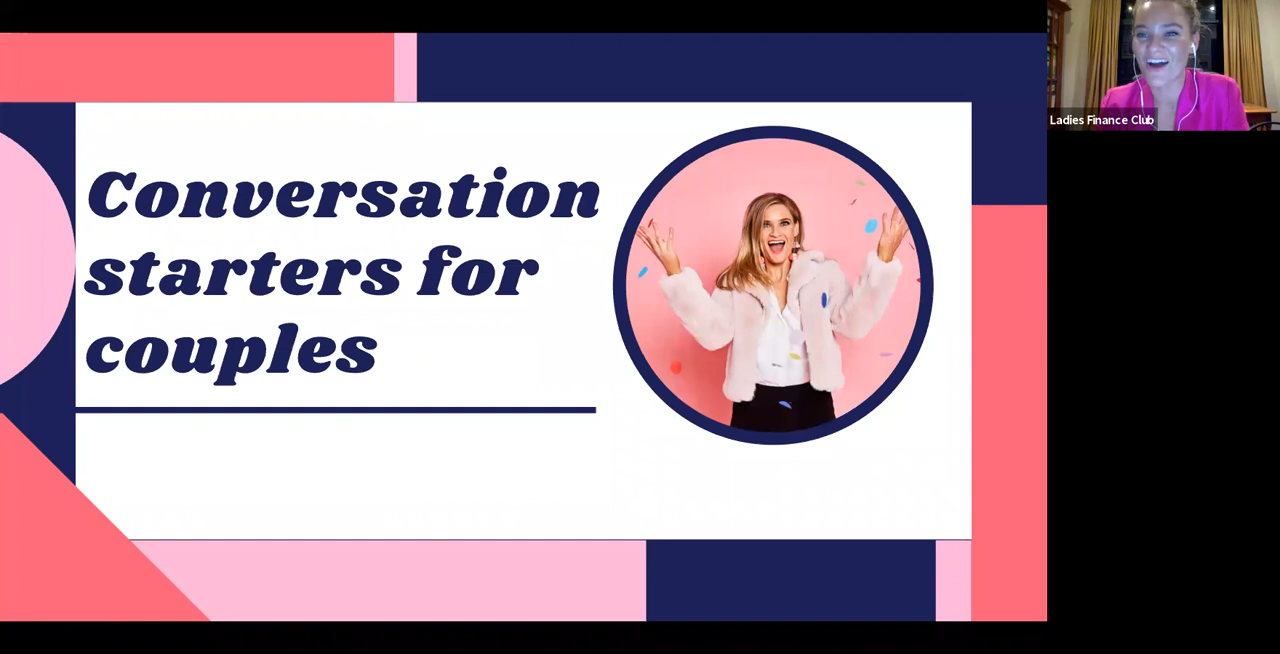 Conversation
starters for
couples
Ladies Finance Club